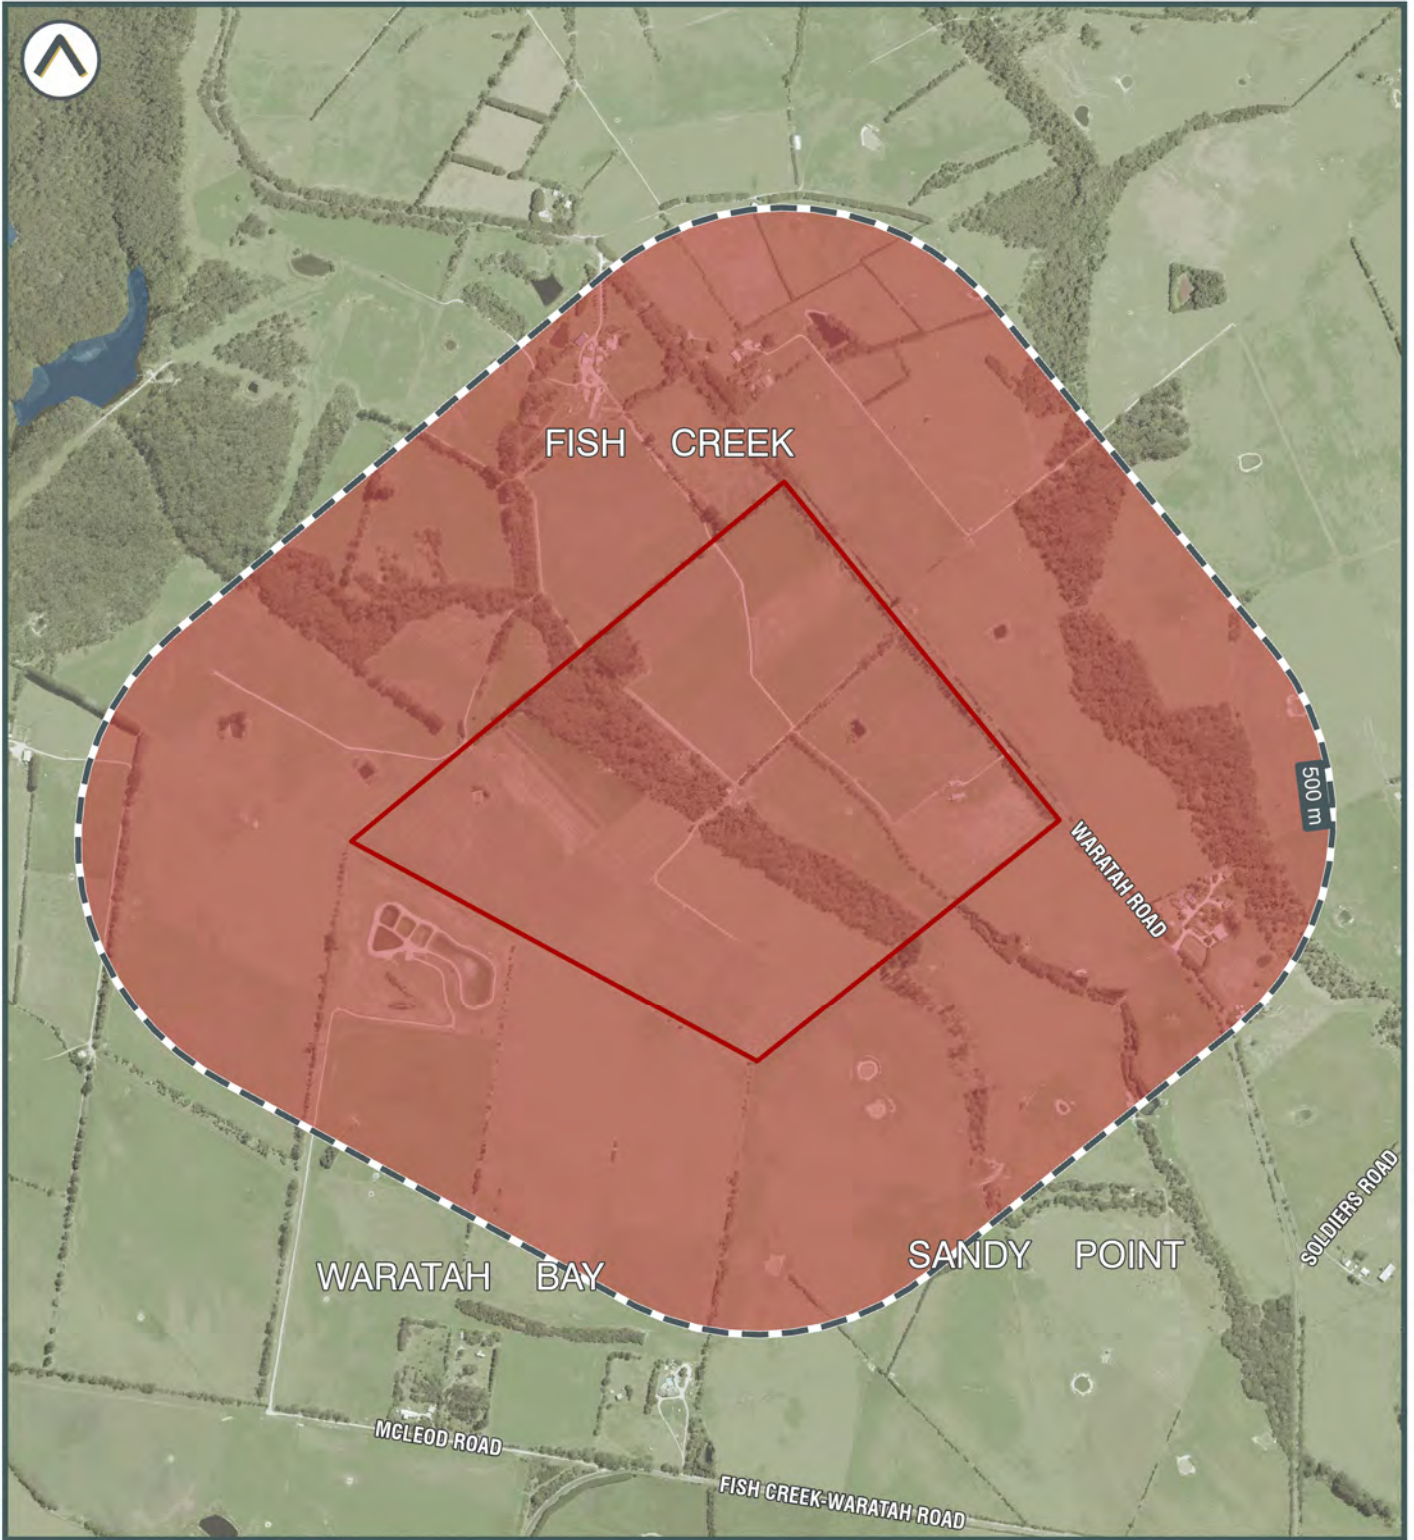 FISH CREEK
500 m
WARATAH ROAD
SOLDIERS ROAD
SANDY POINT
WARATAH BAY
MCLEOD ROAD
FISH CREEK-WARATAH ROAD